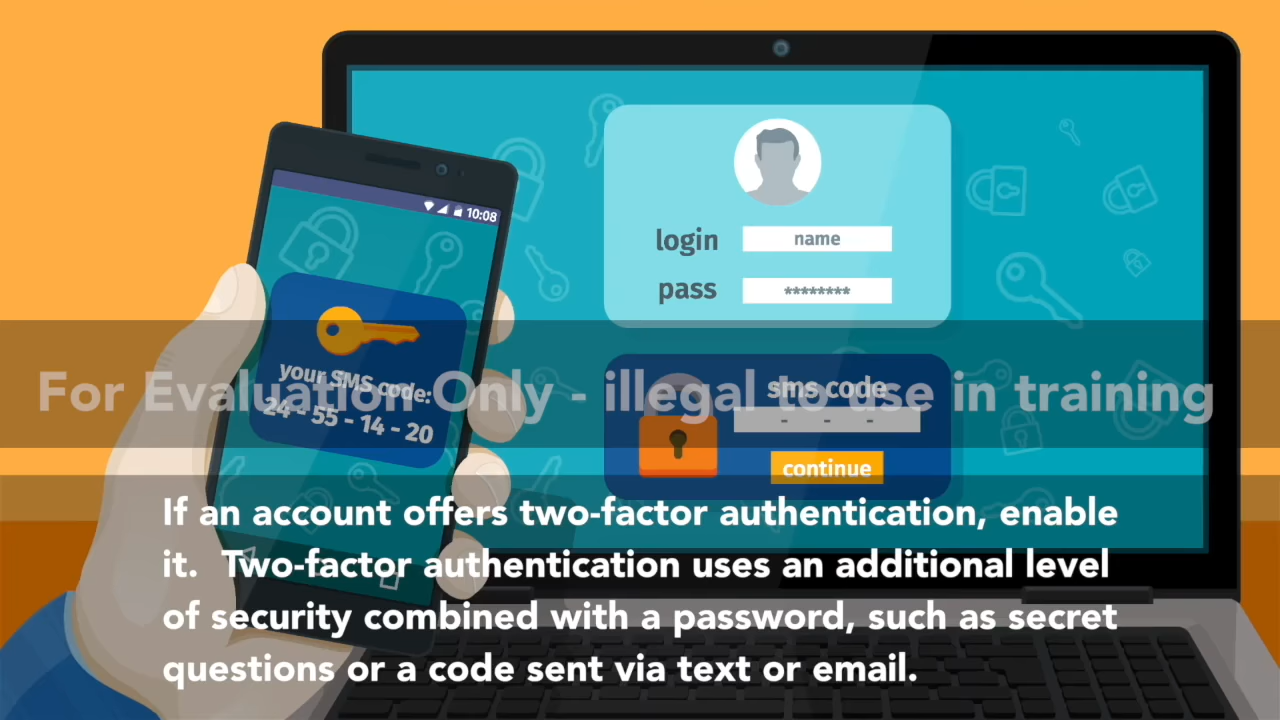 10:08
login name
pass ********
your SMS code:
24 - 55 - 14 - 20
sms code
- - -
continue
For Evaluation Only - illegal to use in training
If an account offers two-factor authentication, enable
it. Two-factor authentication uses an additional level
of security combined with a password, such as secret
questions or a code sent via text or email.